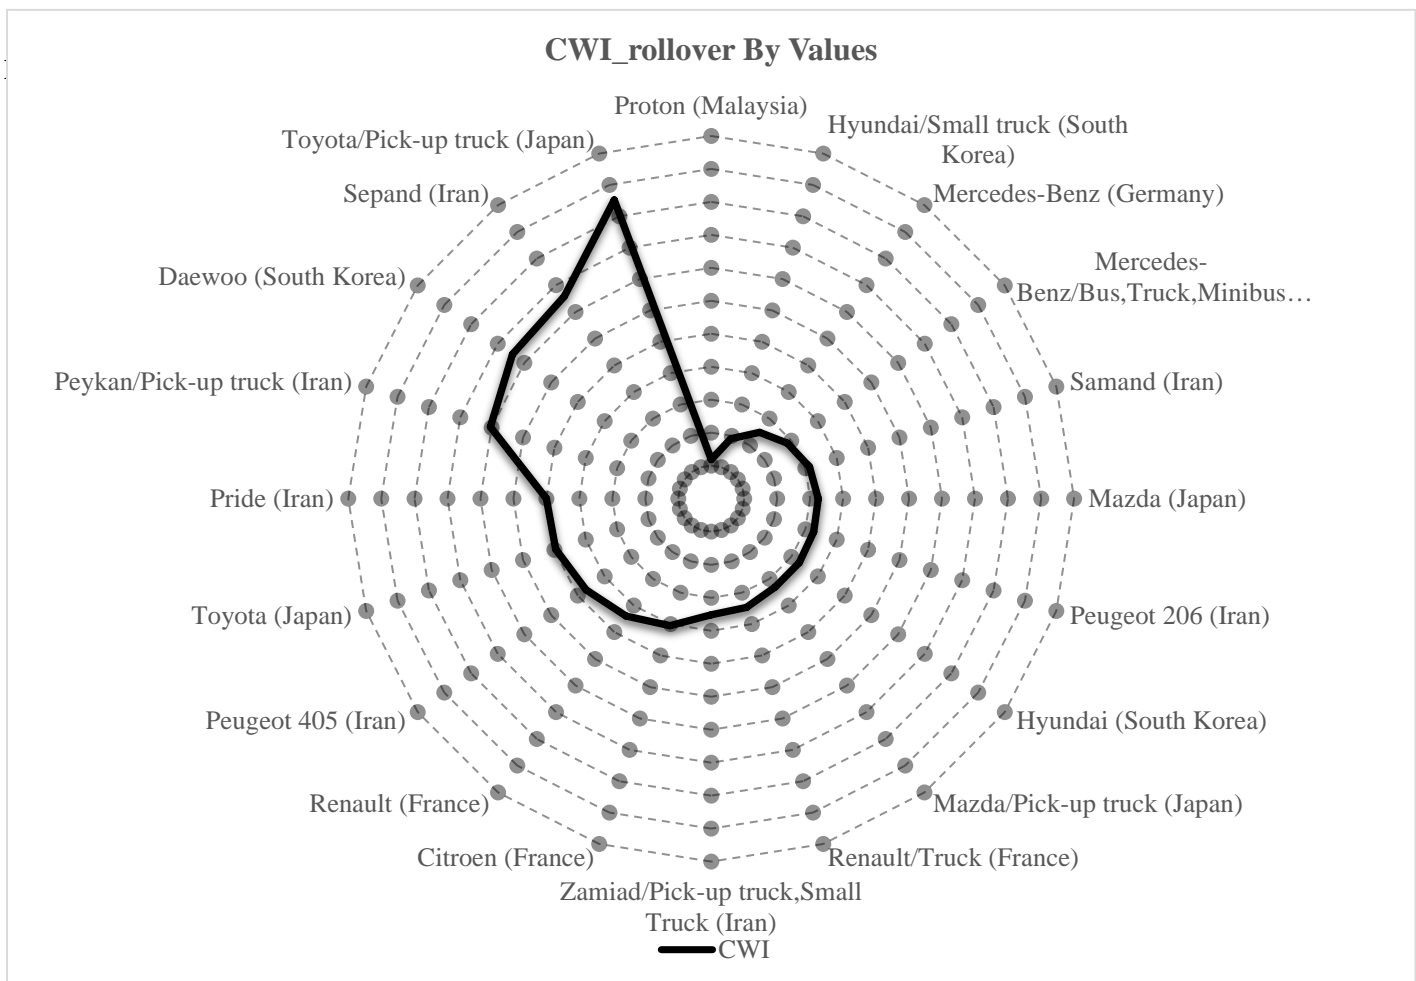 CWI_rollover By Values
Proton (Malaysia)
Hyundai/Small truck (South
Korea)
Mercedes-Benz (Germany)
Mercedes-
Benz/Bus,Truck,Minibus…
Samand (Iran)
Mazda (Japan)
Peugeot 206 (Iran)
Hyundai (South Korea)
Mazda/Pick-up truck (Japan)
Renault/Truck (France)
Zamiad/Pick-up truck,Small
Truck (Iran)
Citroen (France)
Renault (France)
Peugeot 405 (Iran)
Toyota (Japan)
Pride (Iran)
Peykan/Pick-up truck (Iran)
Daewoo (South Korea)
Sepand (Iran)
Toyota/Pick-up truck (Japan)
CWI